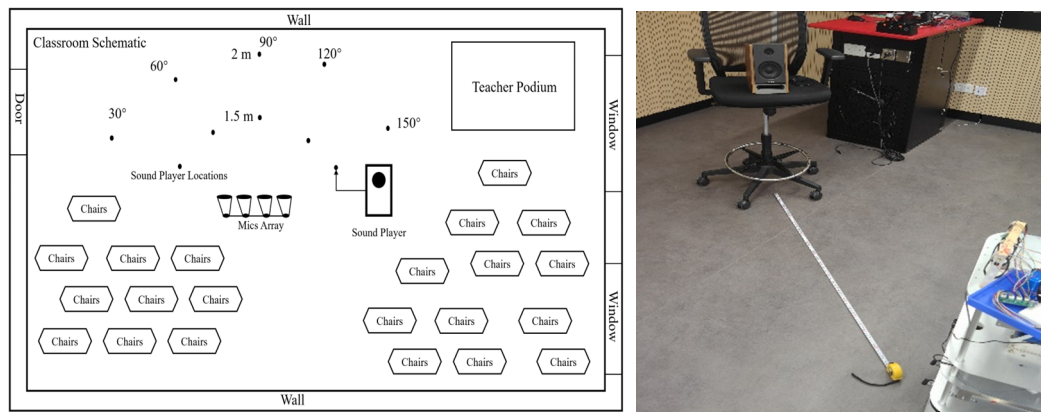 Wall
Classroom Schematic
90°
2 m
120°
60°
Door
Teacher Podium
30°
1.5 m
150°
Window
Sound Player Locations
Chairs
Chairs
Mics Array
Sound Player
Chairs
Chairs
Chairs
Chairs
Chairs
Chairs
Chairs
Chairs
Chairs
Chairs
Chairs
Window
Chairs
Chairs
Chairs
Chairs
Chairs
Chairs
Chairs
Chairs
Chairs
Wall